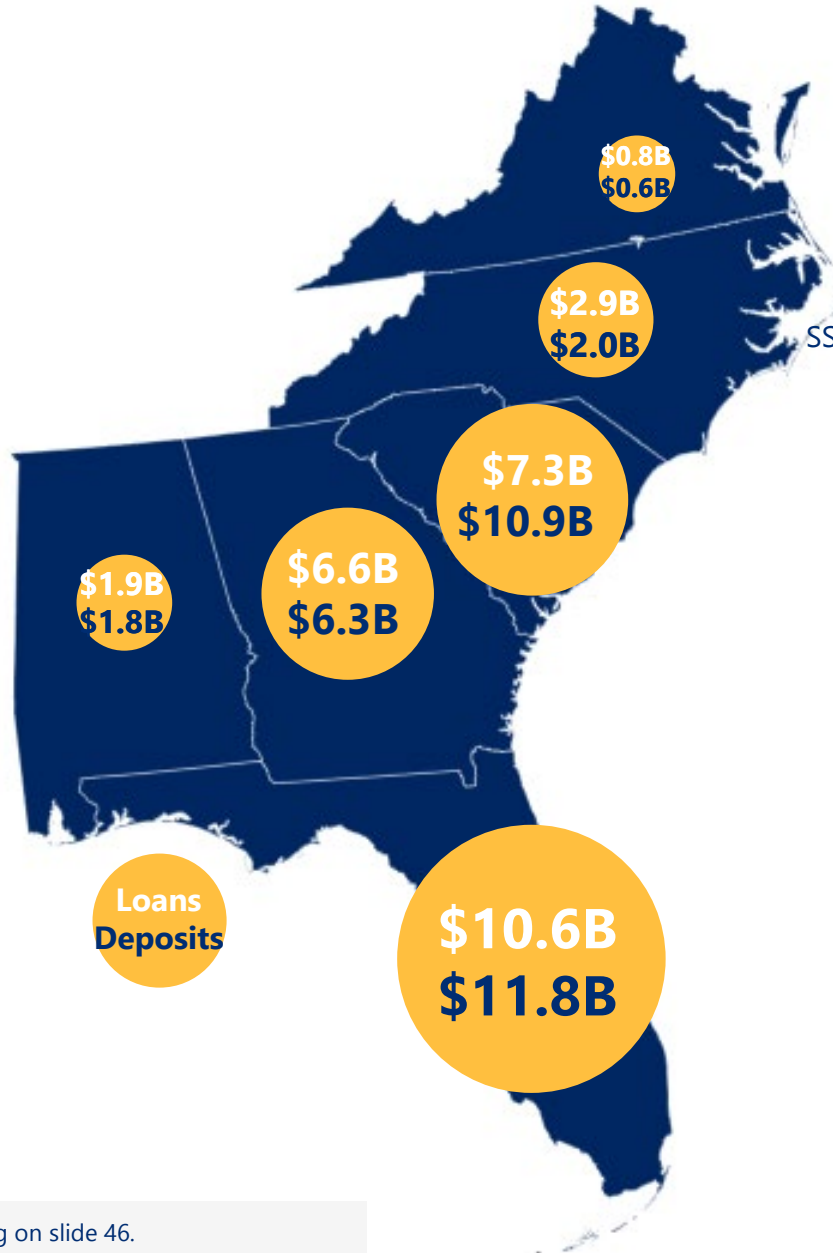 $0.8B
$0.6B
$2.9B
$2.0B
SS
$7.3B
$10.9B
$6.6B
$6.3B
$1.9B
$1.8B
Loans
Deposits
$10.6B
$11.8B
g on slide 46.